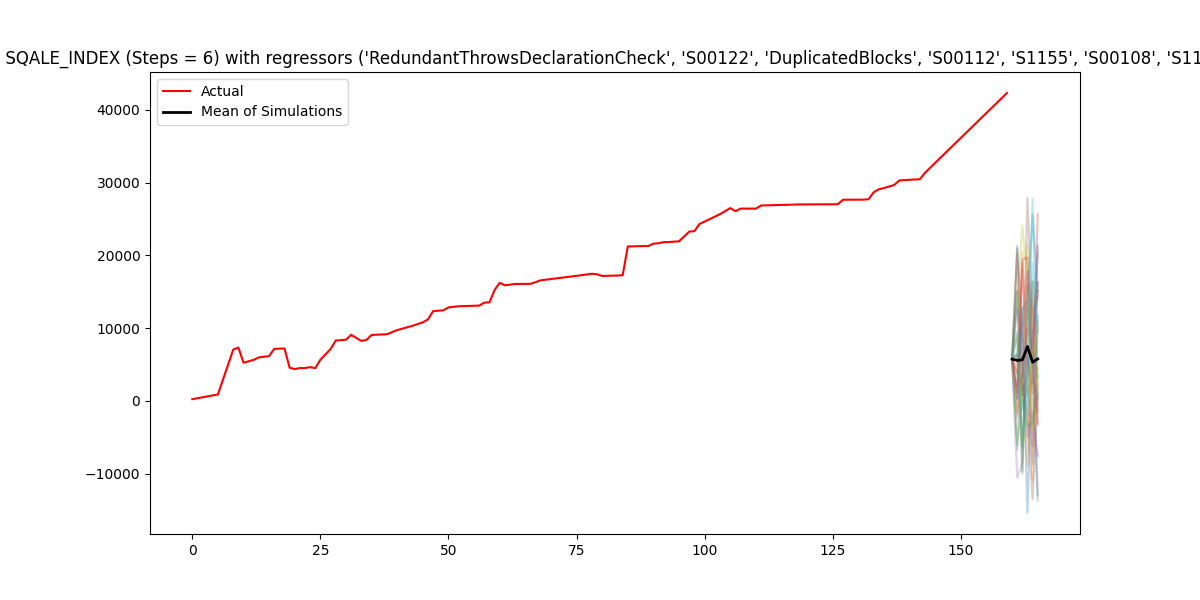 SQALE_INDEX (Steps = 6) with regressors ('RedundantThrowsDeclarationCheck', 'S00122', 'DuplicatedBlocks', 'S00112', 'S1155', 'S00108', 'S11
Actual
Mean of Simulations
40000
30000
20000
10000
0
−10000
0 25 50 75 100 125 150